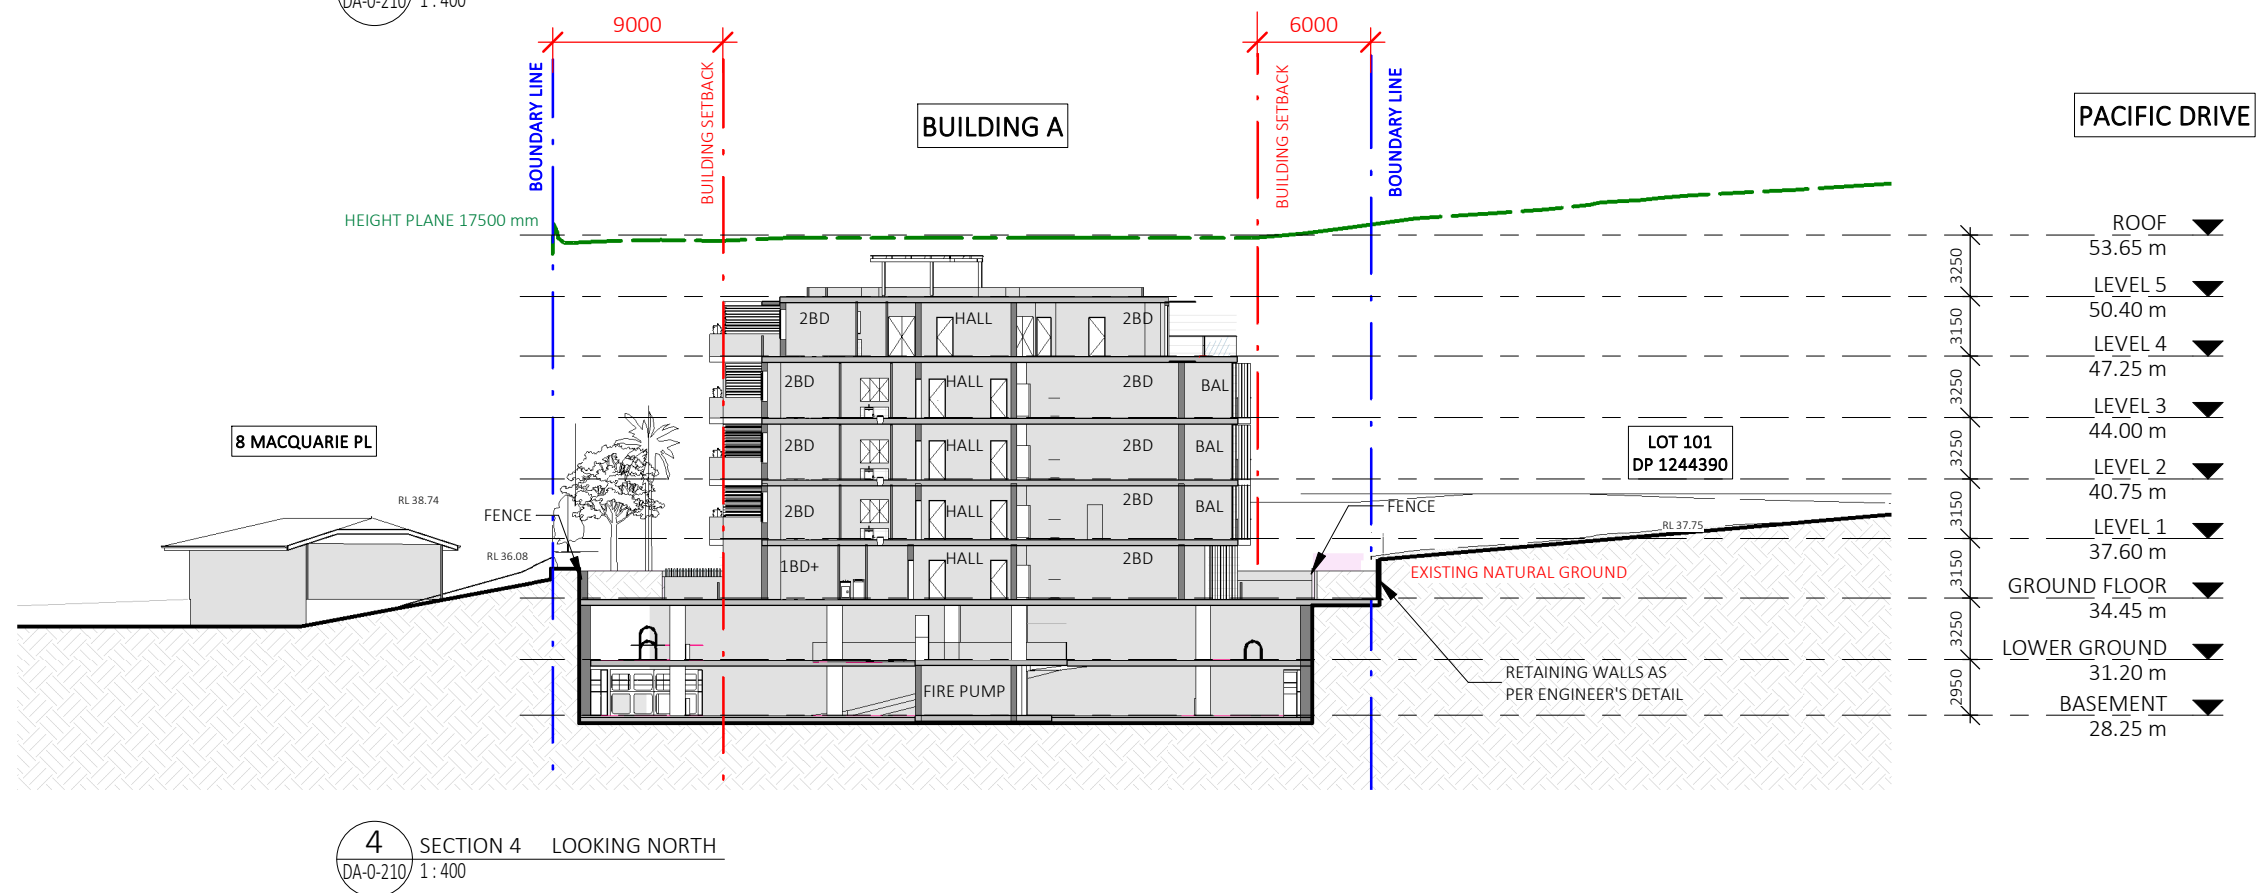 DA-0-210 1 : 400
9000
6000
BOUNDARY LINE
BUILDING SETBACK
BUILDING SETBACK
BOUNDARY LINE
BUILDING A
PACIFIC DRIVE
HEIGHT PLANE 17500 mm
ROOF
53.65 m
3250
LEVEL 5
50.40 m
2BD HALL 2BD
3150
LEVEL 4
47.25 m
2BD HALL 2BD BAL
3250
LEVEL 3
44.00 m
8 MACQUARIE PL
2BD HALL 2BD BAL
LOT 101
DP 1244390
3250
LEVEL 2
40.75 m
RL 38.74
FENCE
2BD HALL 2BD BAL
FENCE
RL 37.75
3150
LEVEL 1
37.60 m
RL 36.08
1BD+ HALL 2BD
EXISTING NATURAL GROUND
3150
GROUND FLOOR
34.45 m
3250
LOWER GROUND
31.20 m
RETAINING WALLS AS
PER ENGINEER'S DETAIL
FIRE PUMP
2950
BASEMENT
28.25 m
4 SECTION 4 LOOKING NORTH
DA-0-210 1 : 400